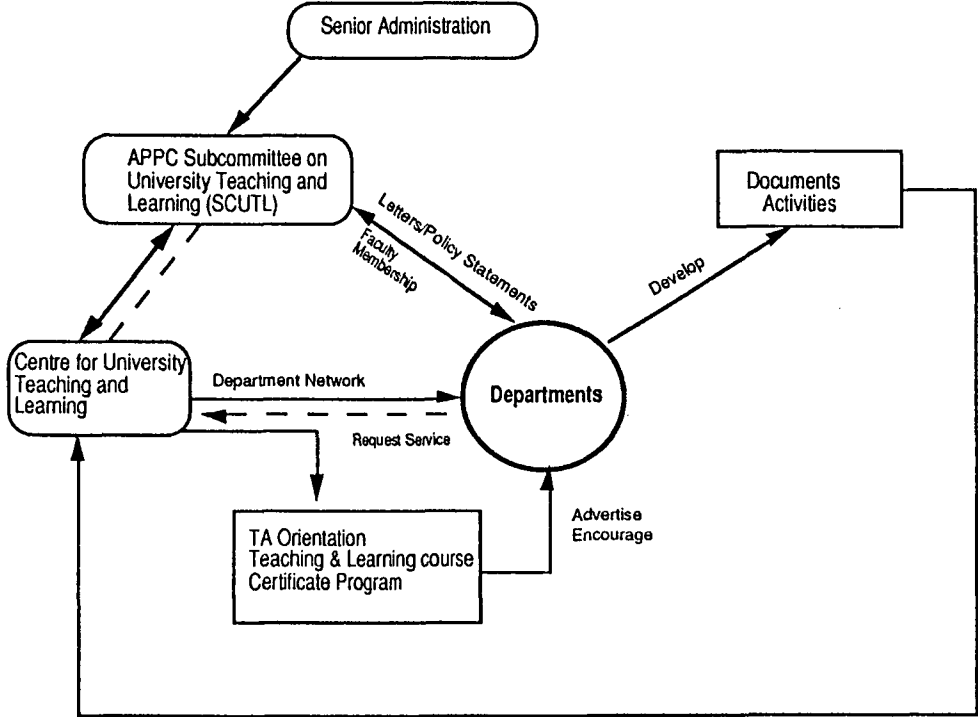 Senior Administration
APPC Subcommittee on
University Teaching and
Learning (SCUTL)
Documents
Activities
Letters/Policy Statements
Faculty
Membership
Develop
Centre for University
Teaching and
Learning
Department Network
Departments
Request Service
TA Orientation
Teaching & Learning course
Certificate Program
Advertise
Encourage